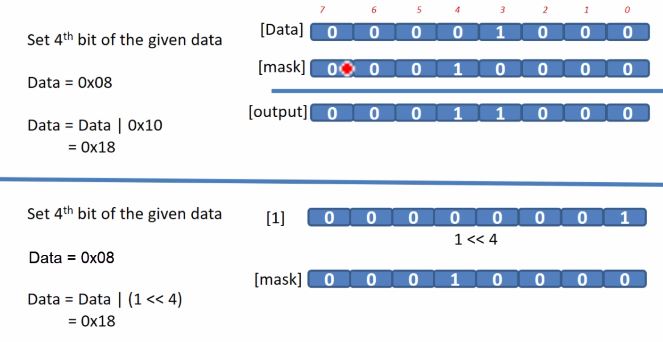 7 6 5 4 3 2 1 0
Set 4th bit of the given data
[Data] 0 0 0 0 1 0 0 0
[mask] 0 0 0 1 0 0 0 0
Data = 0x08
[output] 0 0 0 1 1 0 0 0
Data = Data | 0x10
= 0x18
Set 4th bit of the given data
[1] 0 0 0 0 0 0 0 1
1 << 4
Data = 0x08
[mask] 0 0 0 1 0 0 0 0
Data = Data | (1 << 4)
= 0x18